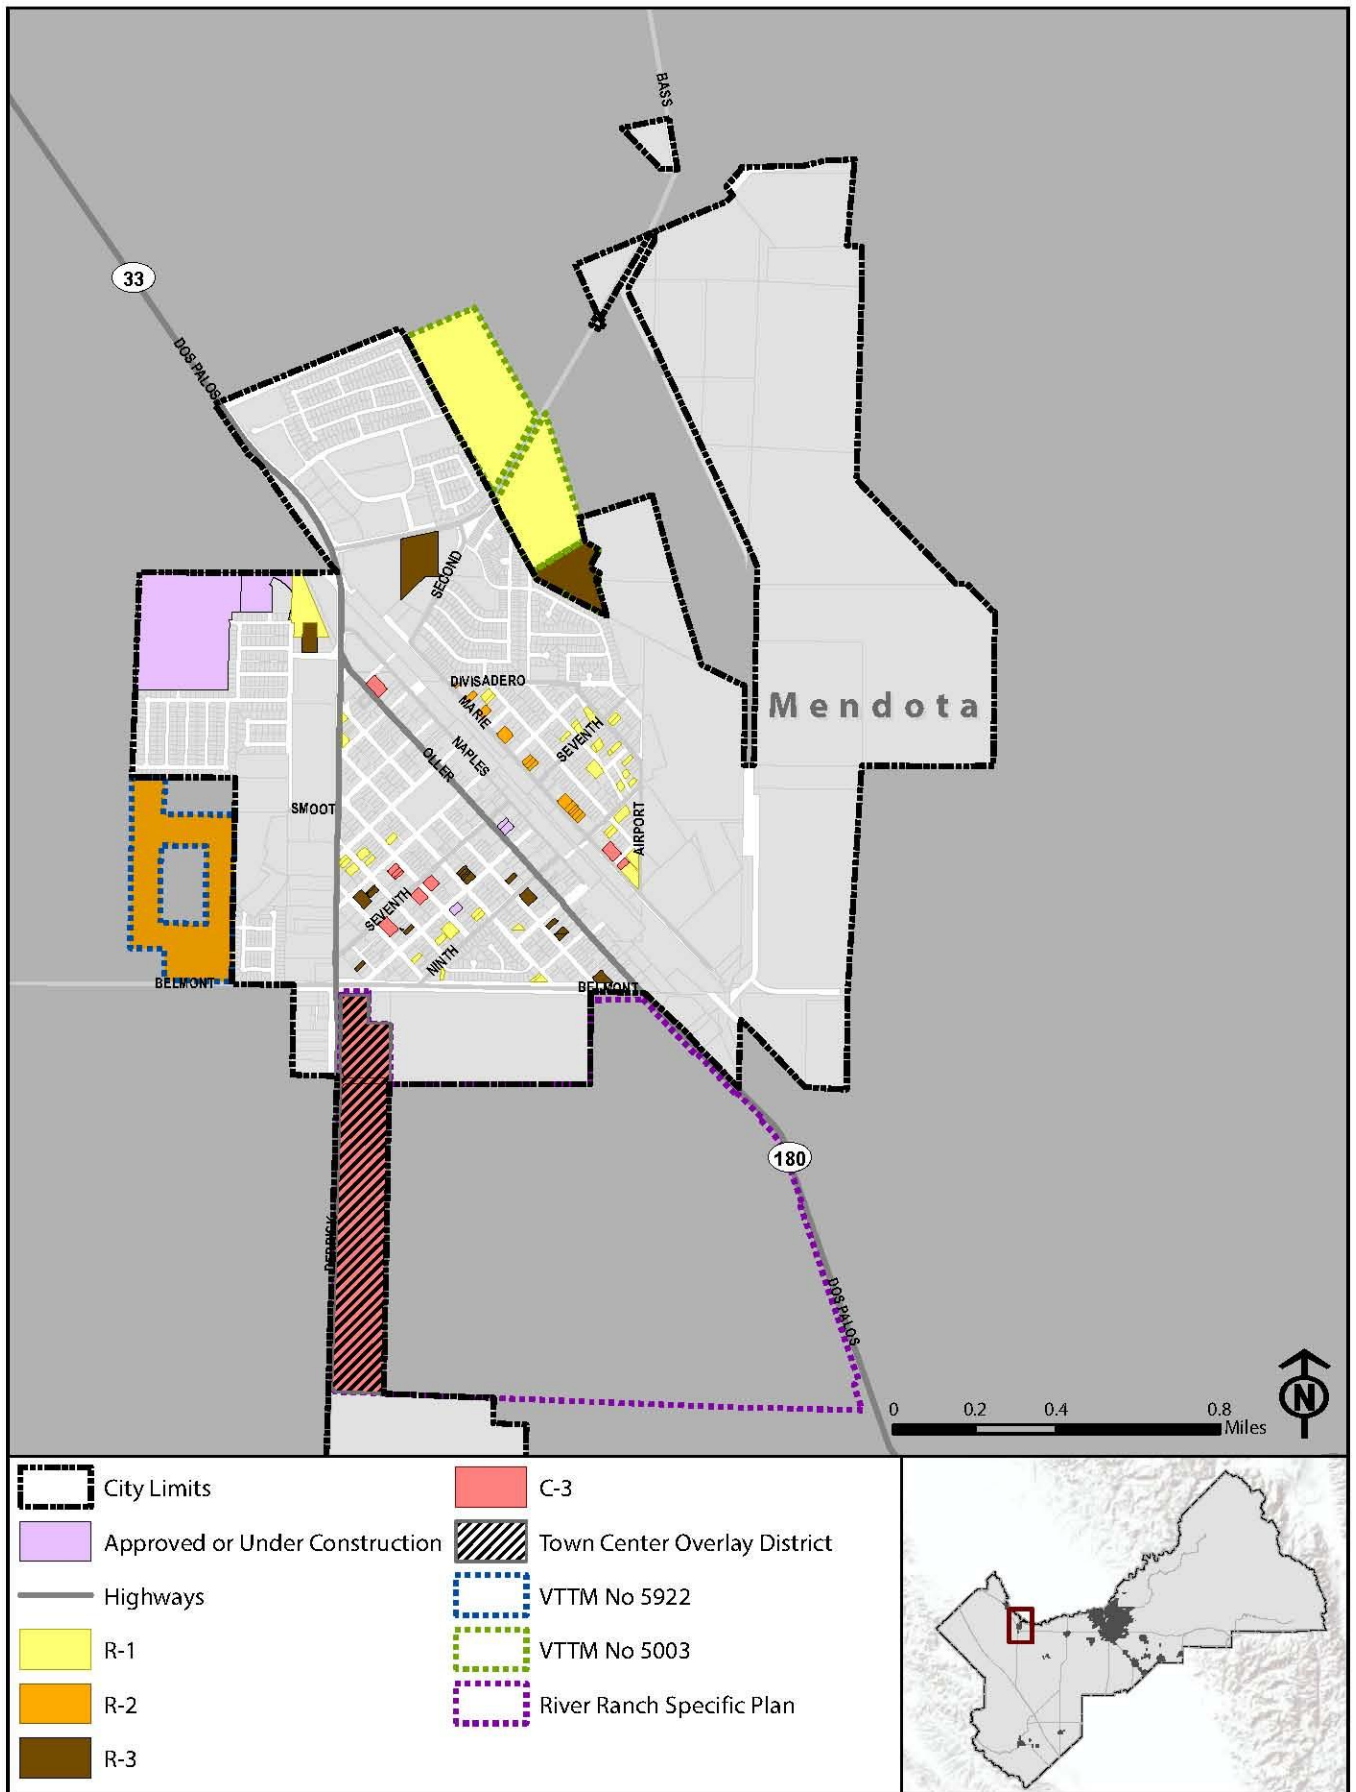 BASS
33
DOS PALOS
SECOND
DIVISADERO
MARIE
SEVENTH
NAPLES
OLLER
Mendota
SMOOT
AIRPORT
SEVENTH
NINTH
BELMONT
BELMONT
180
DERRICK
DOS PALOS
N
0 0.2 0.4 0.8
Miles
City Limits
Approved or Under Construction
Highways
R-1
R-2
R-3
C-3
Town Center Overlay District
VTTM No 5922
VTTM No 5003
River Ranch Specific Plan